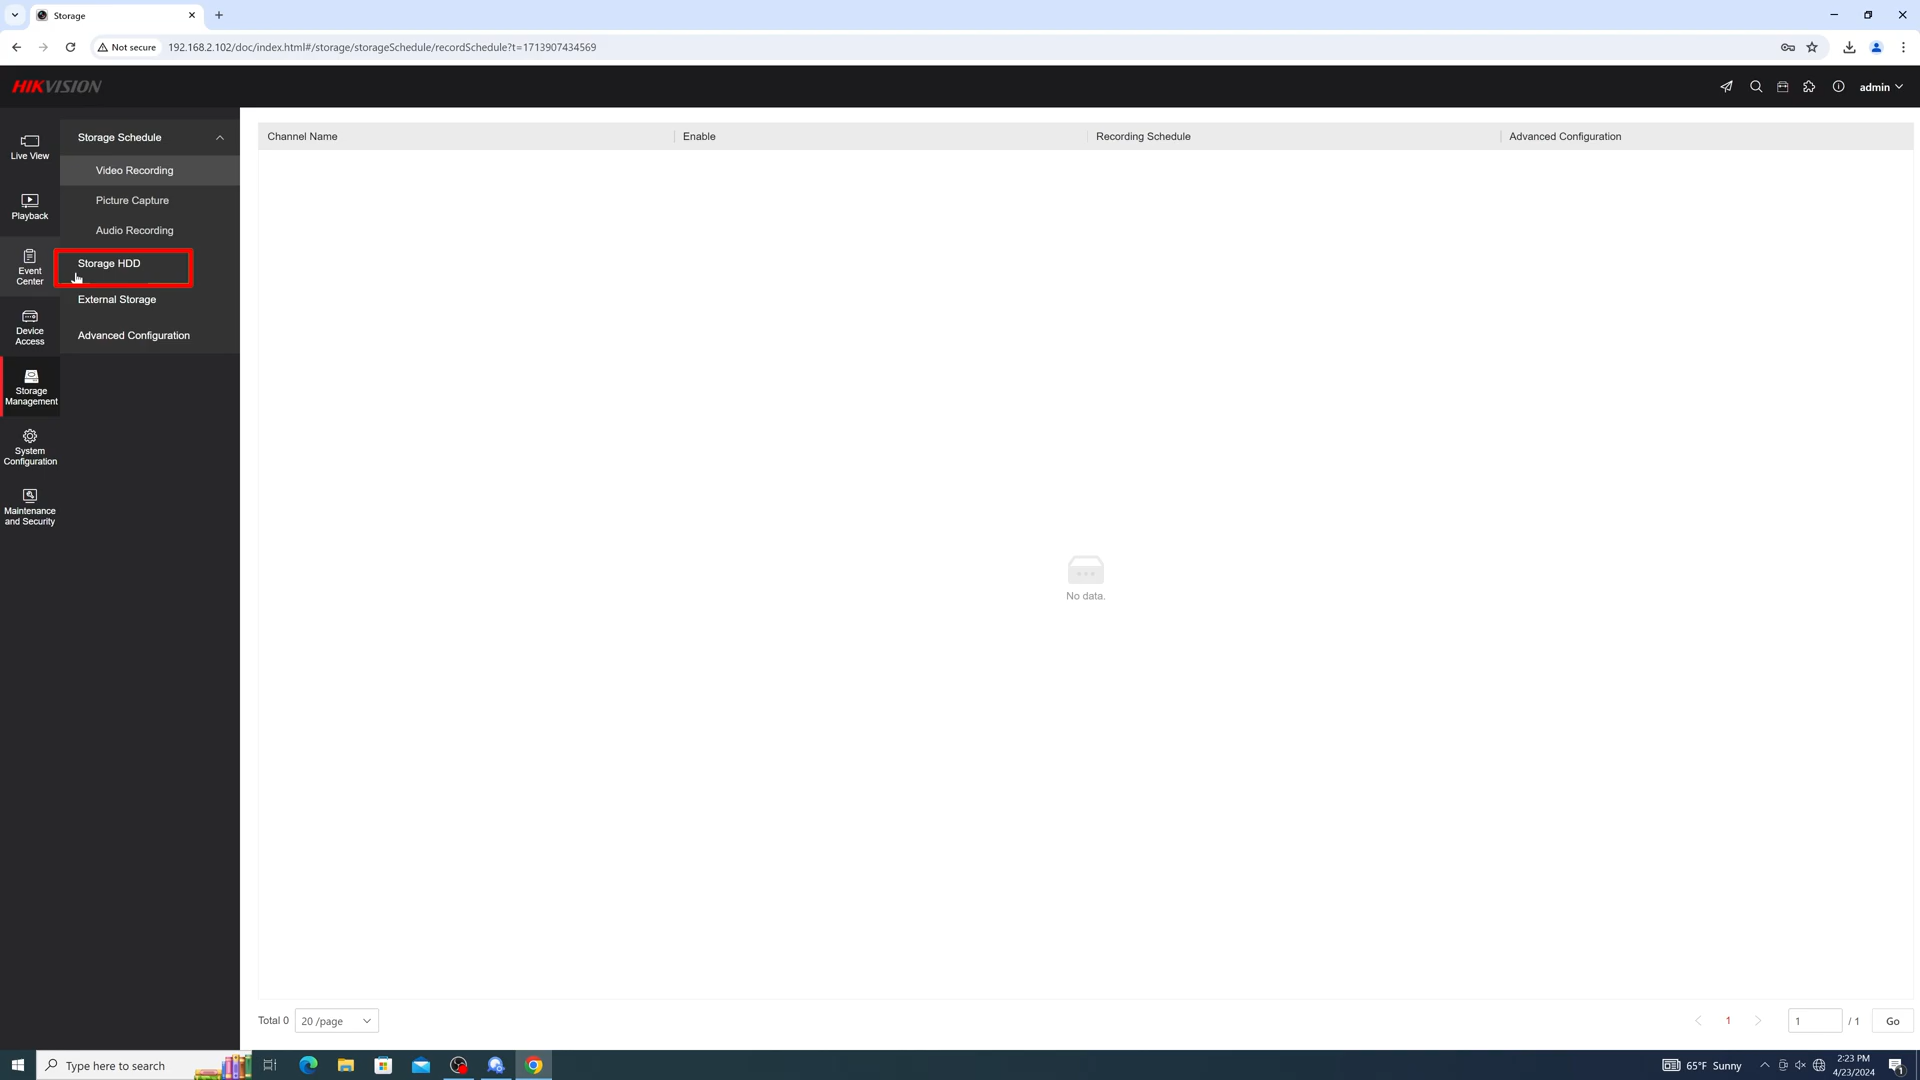 Storage
Not secure
192.168.2.102/doc/index.html#/storage/storageSchedule/recordSchedule?t=1713907434569
HIKVISION
admin
Live View
Playback
Event
Center
Device
Access
Storage
Management
System
Configuration
Maintenance
and Security
Storage Schedule
Video Recording
Picture Capture
Audio Recording
Storage HDD
External Storage
Advanced Configuration
Channel Name
Enable
Recording Schedule
Advanced Configuration
No data.
Total 0
20 /page
1
1
/ 1
Go
Type here to search
65°F Sunny
2:23 PM
4/23/2024
1